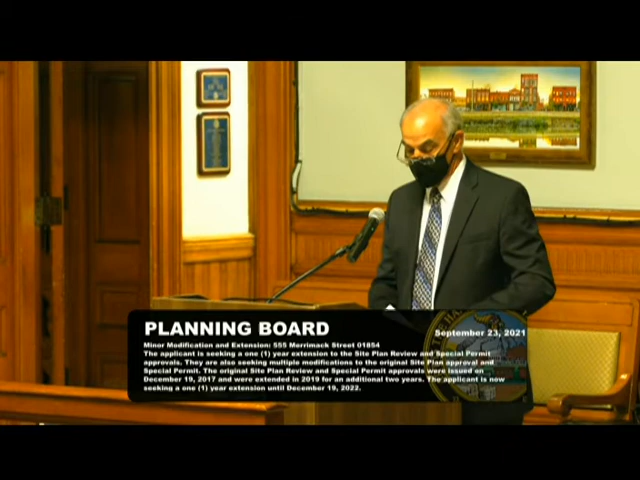 PLANNING BOARD
September 23, 2021
Minor Modification and Extension: 555 Merrimack Street 01854
The applicant is seeking a one (1) year extension to the Site Plan Review and Special Permit
approvals. They are also seeking multiple modifications to the original Site Plan approval and
Special Permit. The original Site Plan Review and Special Permit approvals were issued on
December 19, 2017 and were extended in 2019 for an additional two years. The applicant is now
seeking a one (1) year extension until December 19, 2022.